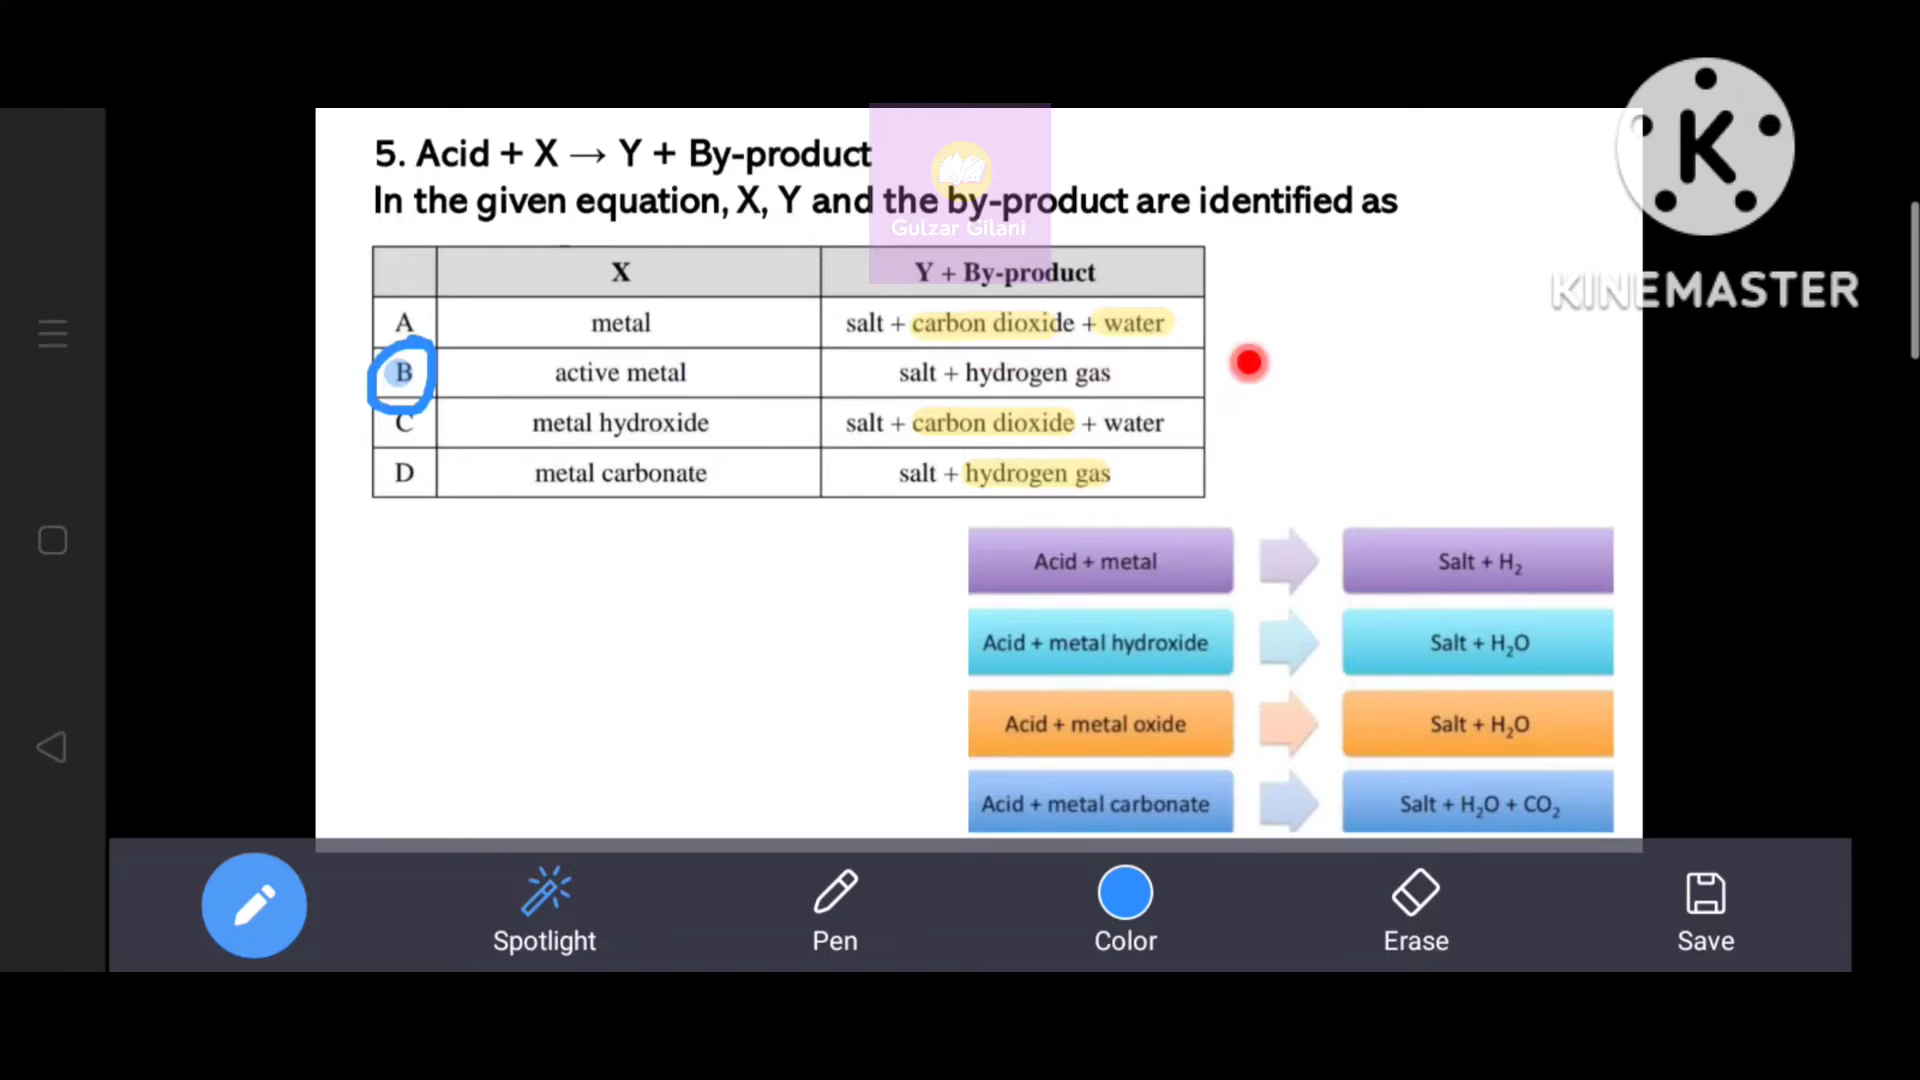 5. Acid + X → Y + By-product
In the given equation, X, Y and the by-product are identified as
Gulzar Gilani
K
KINEMASTER
X Y + By-product
A metal salt + carbon dioxide + water
B active metal salt + hydrogen gas
C metal hydroxide salt + carbon dioxide + water
D metal carbonate salt + hydrogen gas
Acid + metal Salt + H₂
Acid + metal hydroxide Salt + H₂O
Acid + metal oxide Salt + H₂O
Acid + metal carbonate Salt + H₂O + CO₂
Spotlight Pen Color Erase Save